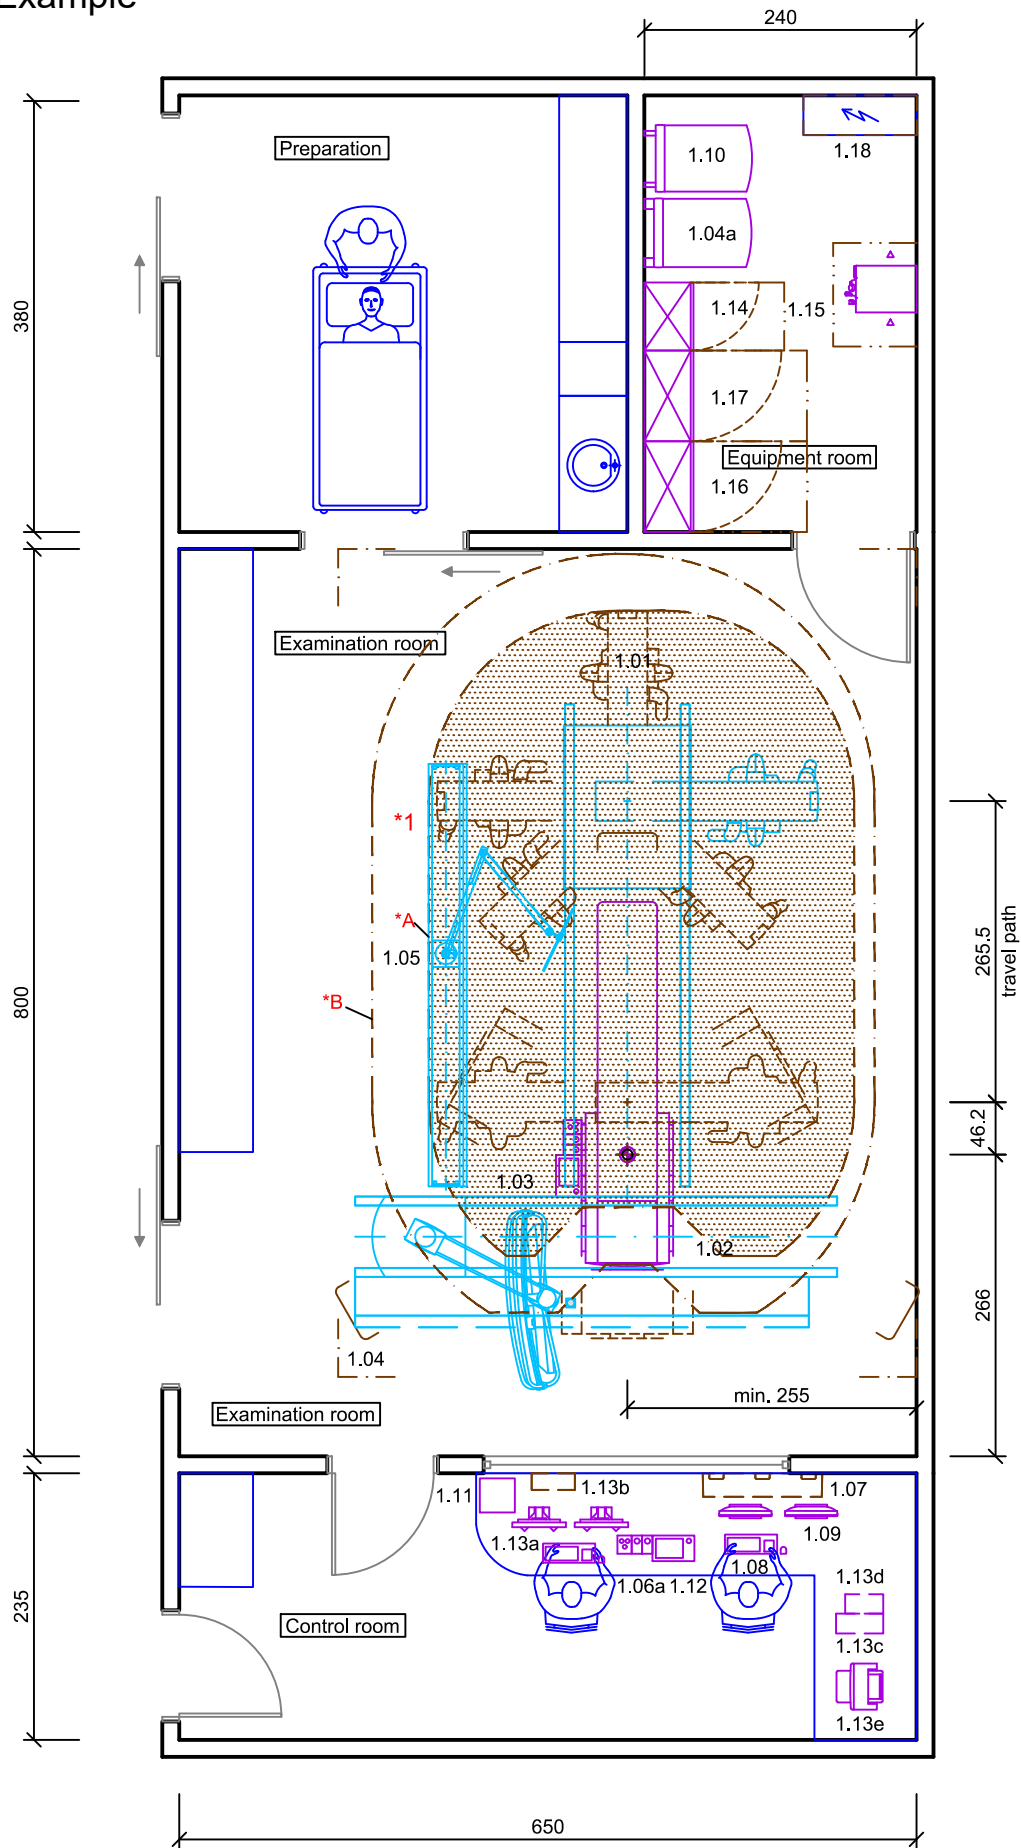 Example
240
Preparation
1.10
1.18
1.04a
380
1.14
1.15
1.17
Equipment room
1.16
Examination room
1.01
*1
*A
1.05
265.5
travel path
*B
800
46.2
1.03
1.02
266
1.04
min. 255
Examination room
1.11
1.13b
1.07
1.13a
1.09
1.08
1.06a
1.12
1.13d
235
Control room
1.13c
1.13e
650